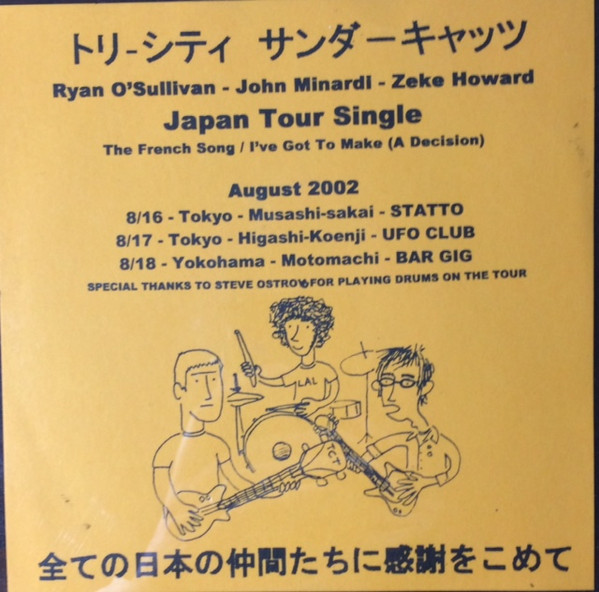 トリ-シティ サンダーキャッツ
Ryan O'Sullivan - John Minardi - Zeke Howard
Japan Tour Single
The French Song / I've Got To Make (A Decision)
August 2002
8/16 - Tokyo - Musashi-sakai - STATTO
8/17 - Tokyo - Higashi-Koenji - UFO CLUB
8/18 - Yokohama - Motomachi - BAR GIG
SPECIAL THANKS TO STEVE OSTROV FOR PLAYING DRUMS ON THE TOUR
LAL
TCT
全ての日本の仲間たちに感謝をこめて